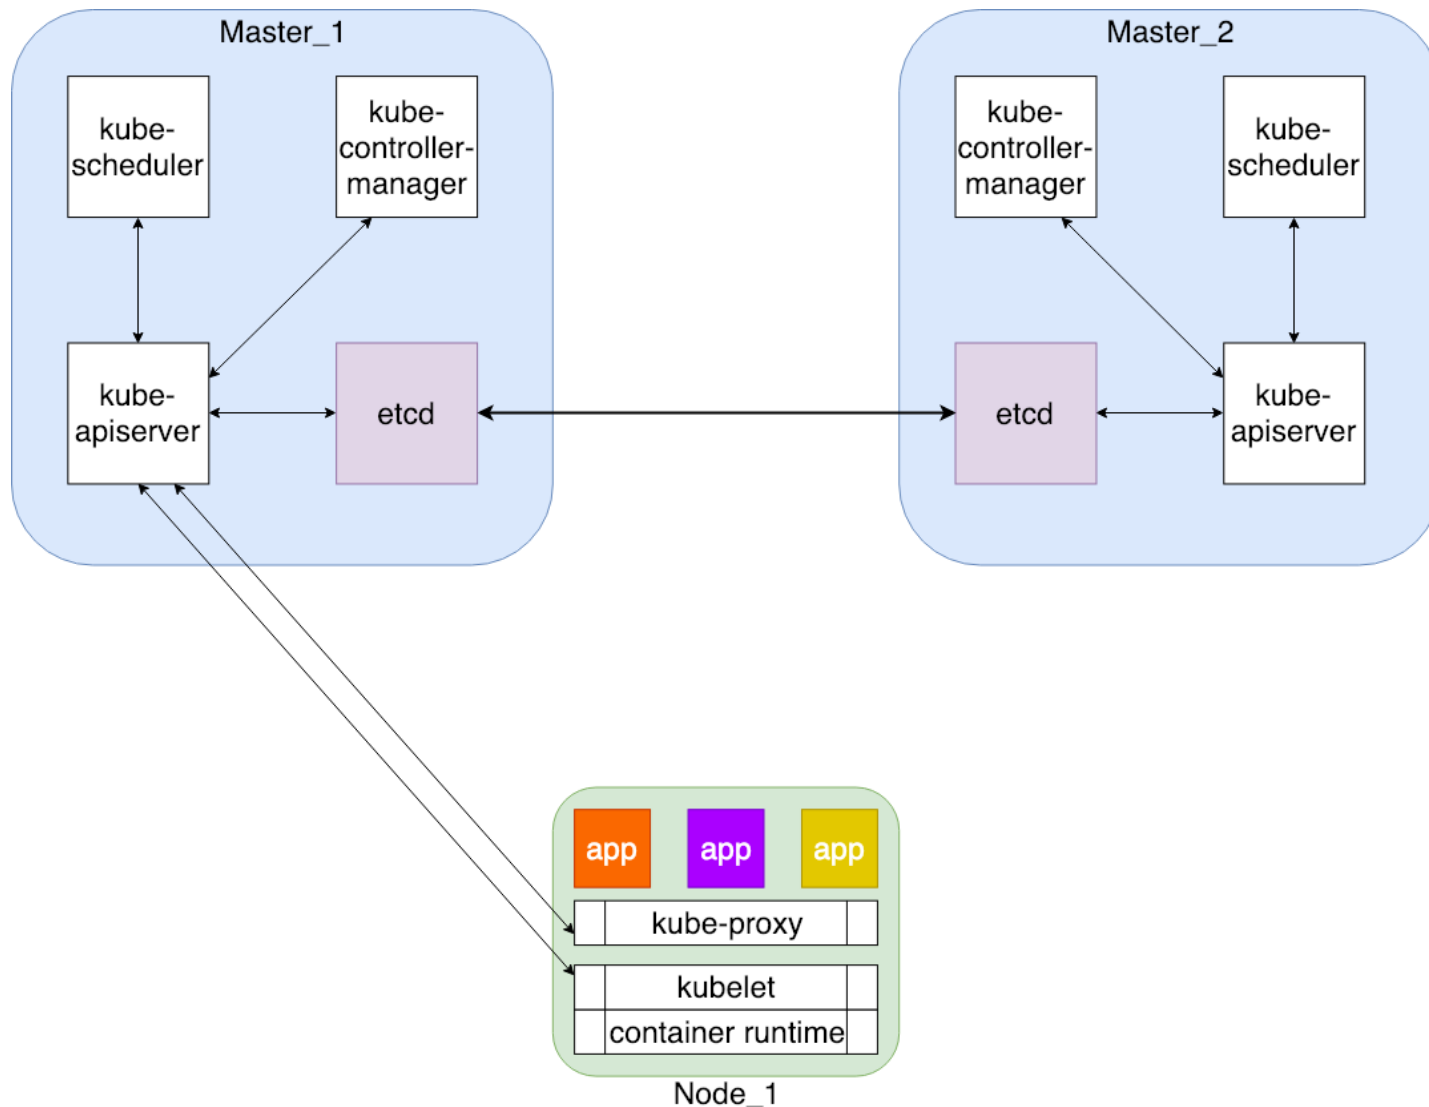 Master_1
kube-
scheduler
kube-
controller-
manager
kube-
apiserver
etcd
Master_2
kube-
controller-
manager
kube-
scheduler
etcd
kube-
apiserver
app
app
app
kube-proxy
kubelet
container runtime
Node_1